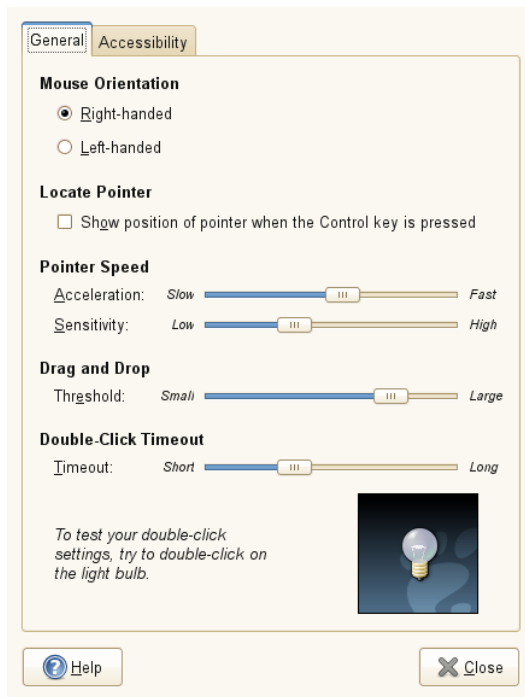 General Accessibility
Mouse Orientation
Right-handed
Left-handed
Locate Pointer
Show position of pointer when the Control key is pressed
Pointer Speed
Acceleration: Slow Fast
Sensitivity: Low High
Drag and Drop
Threshold: Small Large
Double-Click Timeout
Timeout: Short Long
To test your double-click
settings, try to double-click on
the light bulb.
Help Close